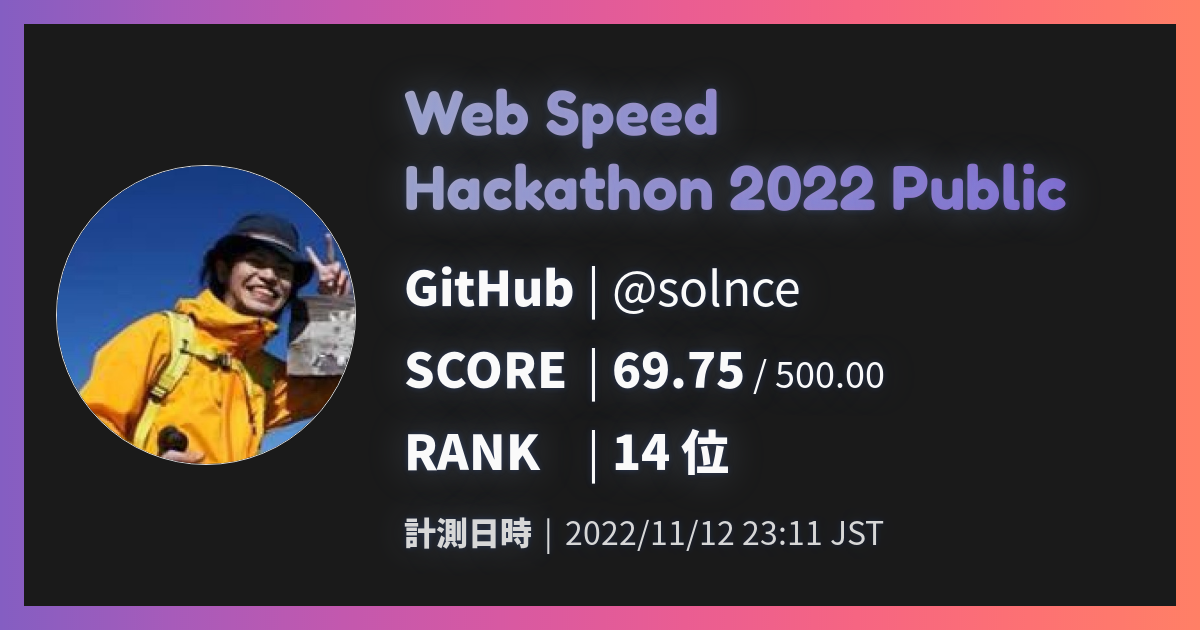 Web Speed
Hackathon 2022 Public
GitHub | @solnce
SCORE | 69.75 / 500.00
RANK | 14 位
計測日時 | 2022/11/12 23:11 JST